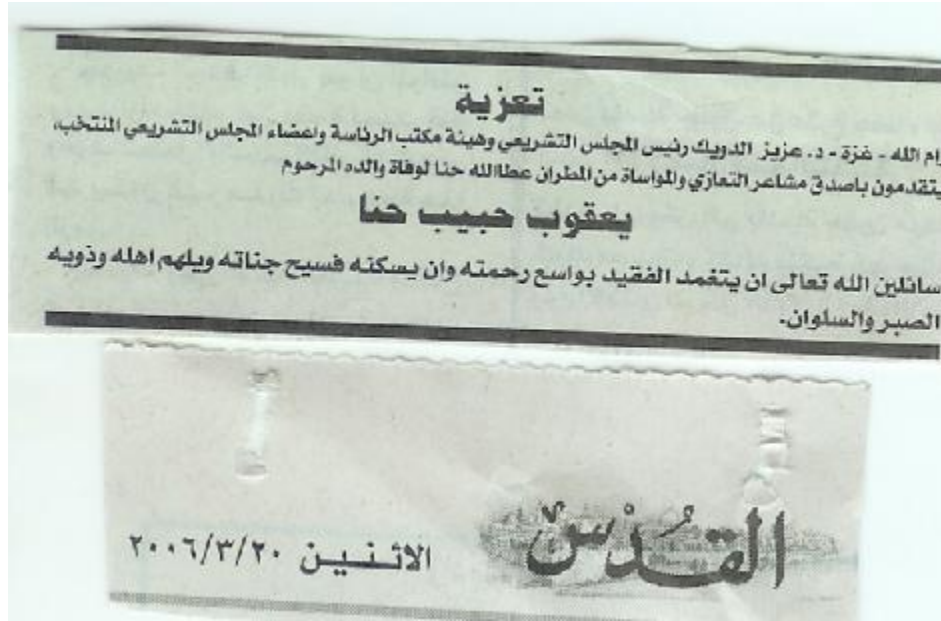 تعزية
رام الله - غزة - د. عزيز الدويك رئيس المجلس التشريعي وهيئة مكتب الرئاسة واعضاء المجلس التشريعي المنتخب،
يتقدمون باصدق مشاعر التعازي والمواساة من المطران عطاالله حنا لوفاة والده المرحوم
يعقوب حبيب حنا
سائلين الله تعالى ان يتغمد الفقيد بواسع رحمته وان يسكنه فسيح جناته ويلهم اهله وذويه
الصبر والسلوان.
القُدْس
الاثنين ٢٠٠٦/٣/٢٠